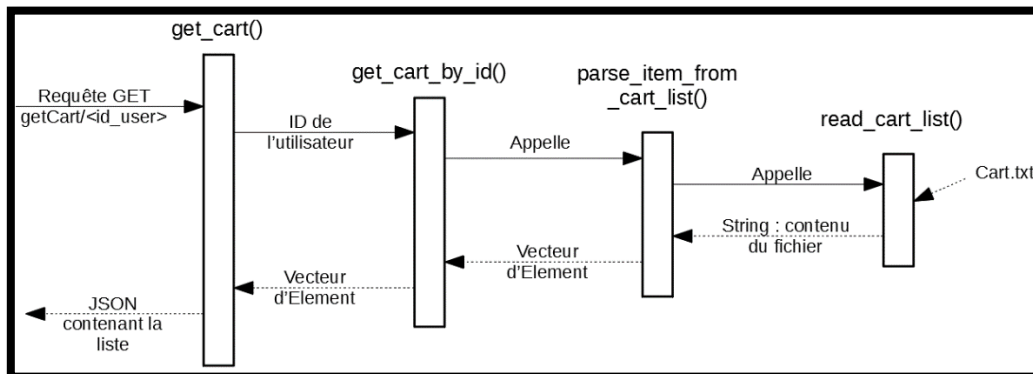 get_cart()
get_cart_by_id()
parse_item_from
_cart_list()
read_cart_list()
Requête GET
getCart/<id_user>
ID de
l'utilisateur
Appelle
Appelle
Cart.txt
String : contenu
du fichier
Vecteur
d'Element
Vecteur
d'Element
JSON
contenant la
liste